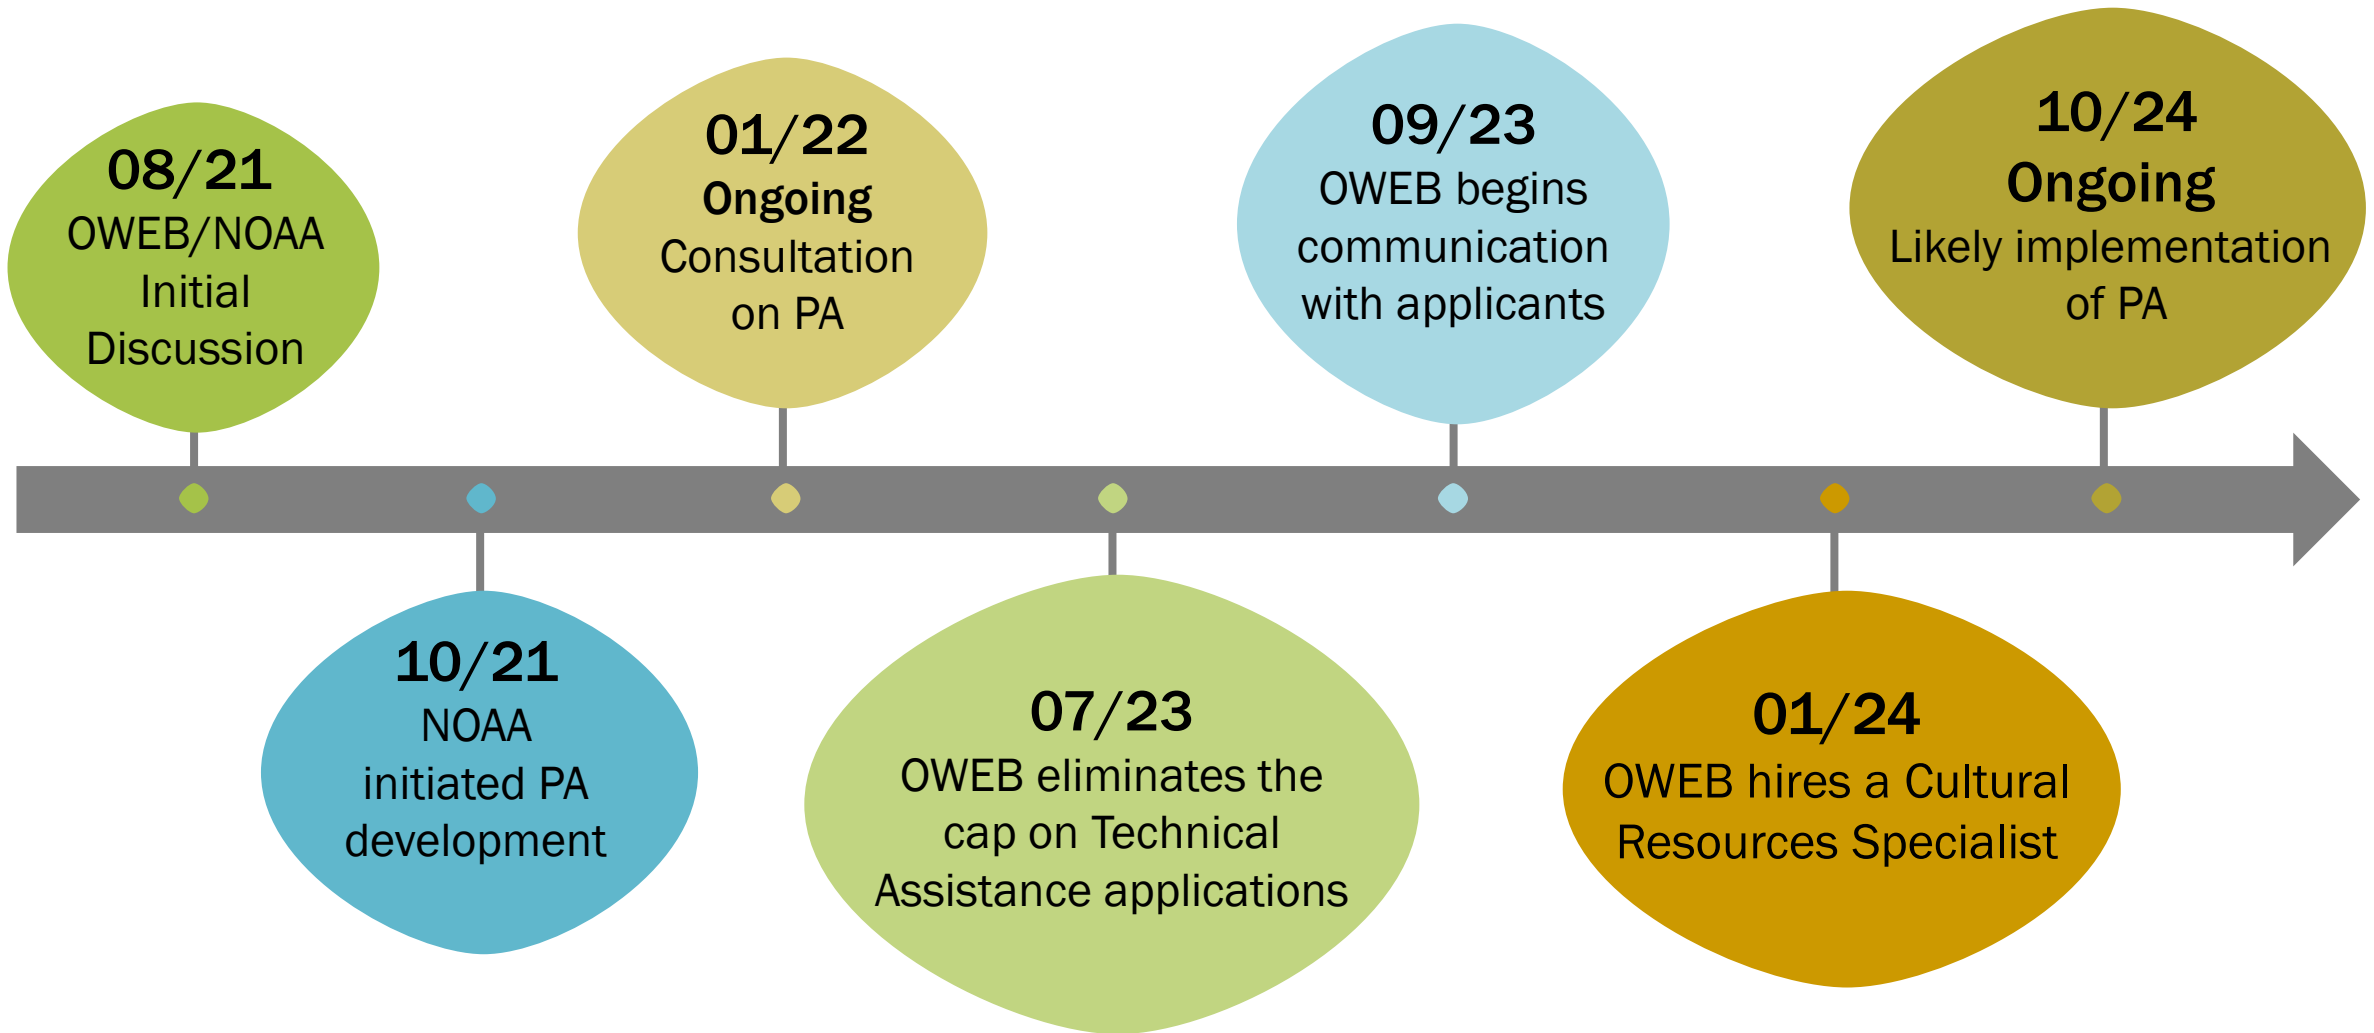 08/21
OWEB/NOAA
Initial
Discussion
10/21
NOAA
initiated PA
development
01/22
Ongoing
Consultation
on PA
07/23
OWEB eliminates the
cap on Technical
Assistance applications
09/23
OWEB begins
communication
with applicants
01/24
OWEB hires a Cultural
Resources Specialist
10/24
Ongoing
Likely implementation
of PA